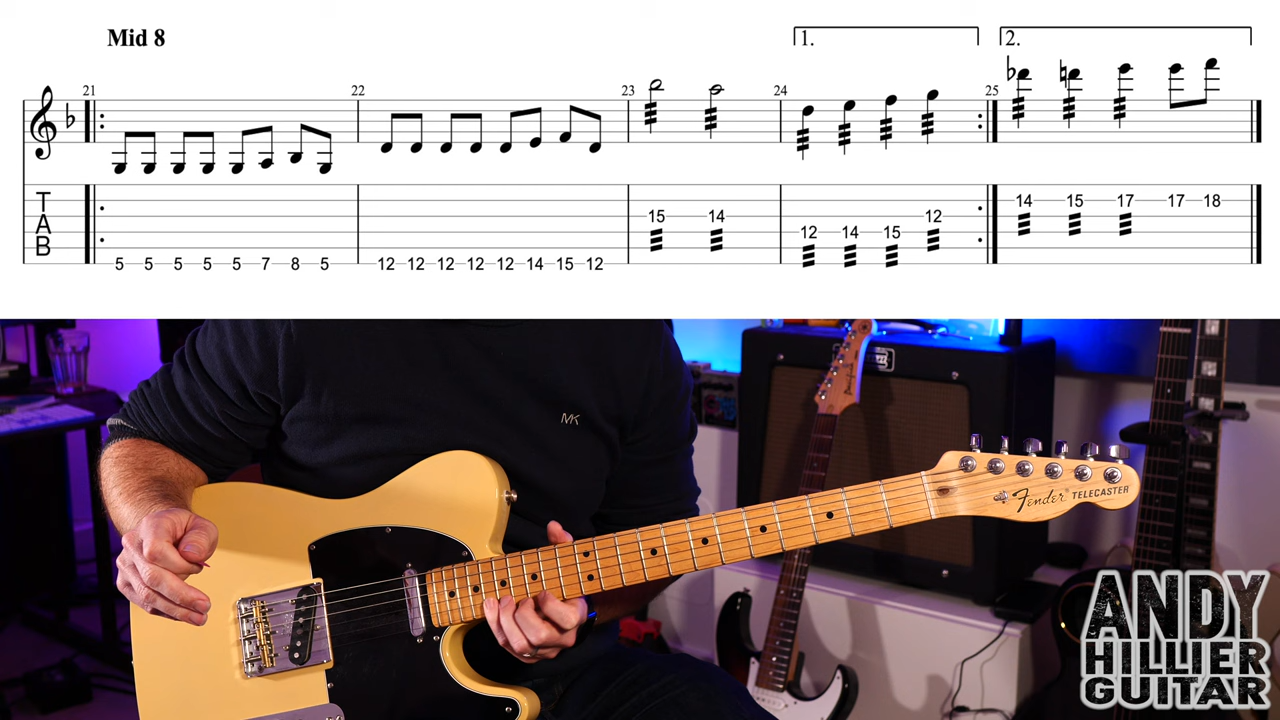 Mid 8
1.
2.
21
22
23
24
25
T
A
B
15 14
14 15 17 17 18
12 14 15 12
5 5 5 5 5 7 8 5
12 12 12 12 12 14 15 12
MK
Fender TELECASTER
ANDY
HILLIER
GUITAR